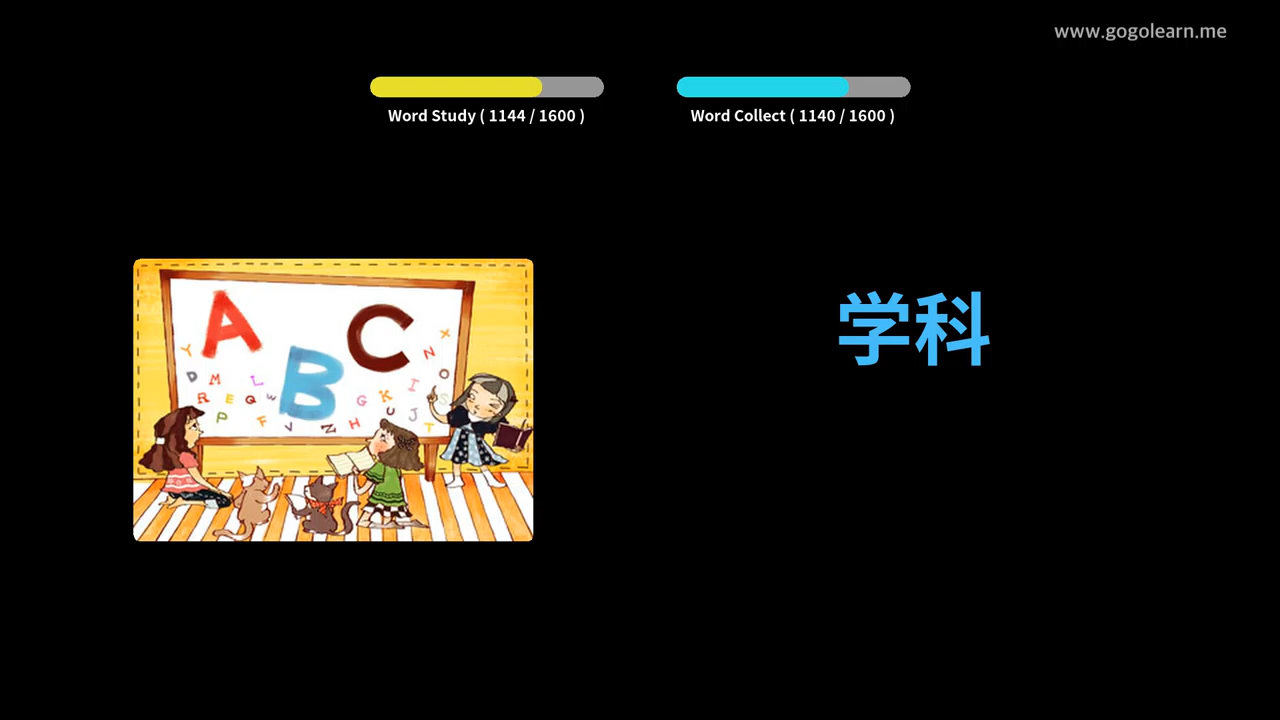 www.gogolearn.me
Word Study ( 1144 / 1600 )
Word Collect ( 1140 / 1600 )
学科
A
B
C
X
Y
N
D M L O
R E Q W G K I S
P F V Z H U J T